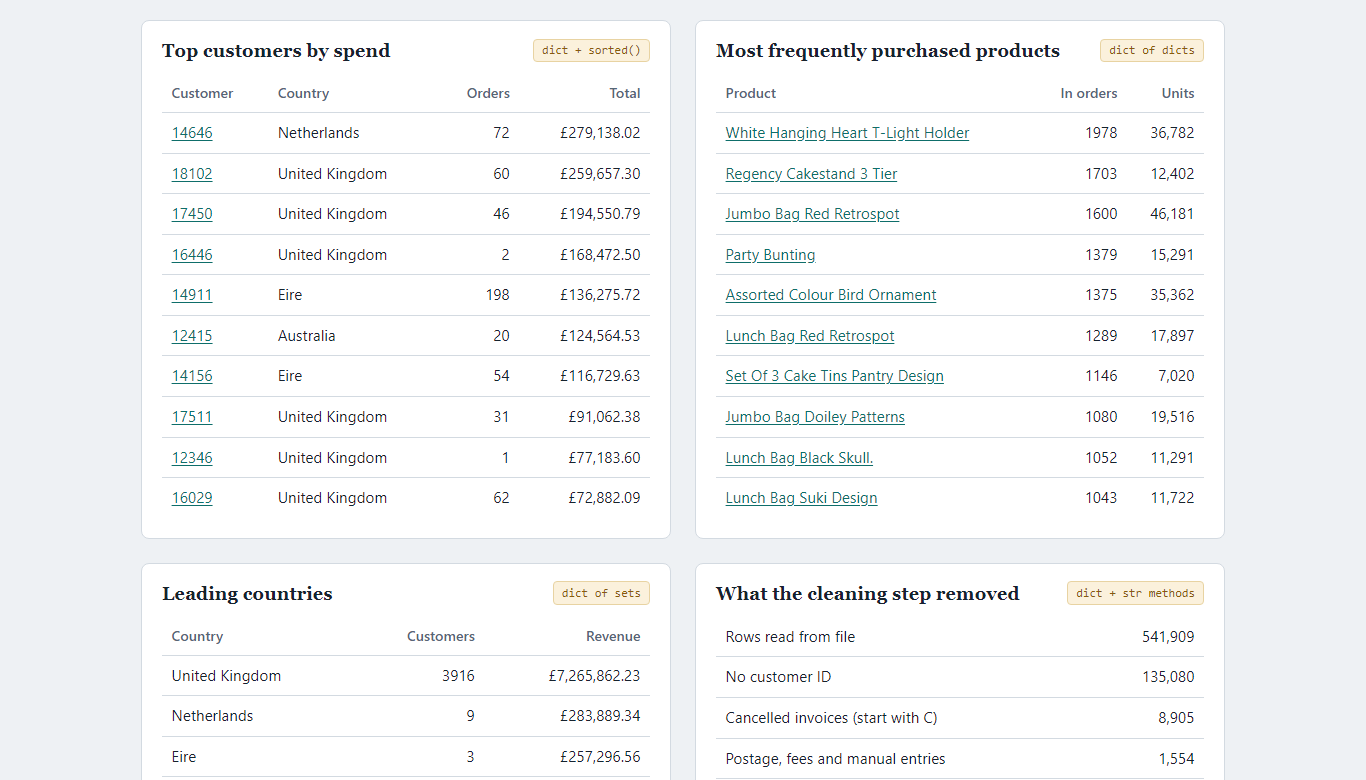 Top customers by spend dict + sorted()
Customer Country Orders Total
14646 Netherlands 72 £279,138.02
18102 United Kingdom 60 £259,657.30
17450 United Kingdom 46 £194,550.79
16446 United Kingdom 2 £168,472.50
14911 Eire 198 £136,275.72
12415 Australia 20 £124,564.53
14156 Eire 54 £116,729.63
17511 United Kingdom 31 £91,062.38
12346 United Kingdom 1 £77,183.60
16029 United Kingdom 62 £72,882.09
Most frequently purchased products dict of dicts
Product In orders Units
White Hanging Heart T-Light Holder 1978 36,782
Regency Cakestand 3 Tier 1703 12,402
Jumbo Bag Red Retrospot 1600 46,181
Party Bunting 1379 15,291
Assorted Colour Bird Ornament 1375 35,362
Lunch Bag Red Retrospot 1289 17,897
Set Of 3 Cake Tins Pantry Design 1146 7,020
Jumbo Bag Doiley Patterns 1080 19,516
Lunch Bag Black Skull. 1052 11,291
Lunch Bag Suki Design 1043 11,722
Leading countries dict of sets
Country Customers Revenue
United Kingdom 3916 £7,265,862.23
Netherlands 9 £283,889.34
Eire 3 £257,296.56
What the cleaning step removed dict + str methods
Rows read from file 541,909
No customer ID 135,080
Cancelled invoices (start with C) 8,905
Postage, fees and manual entries 1,554